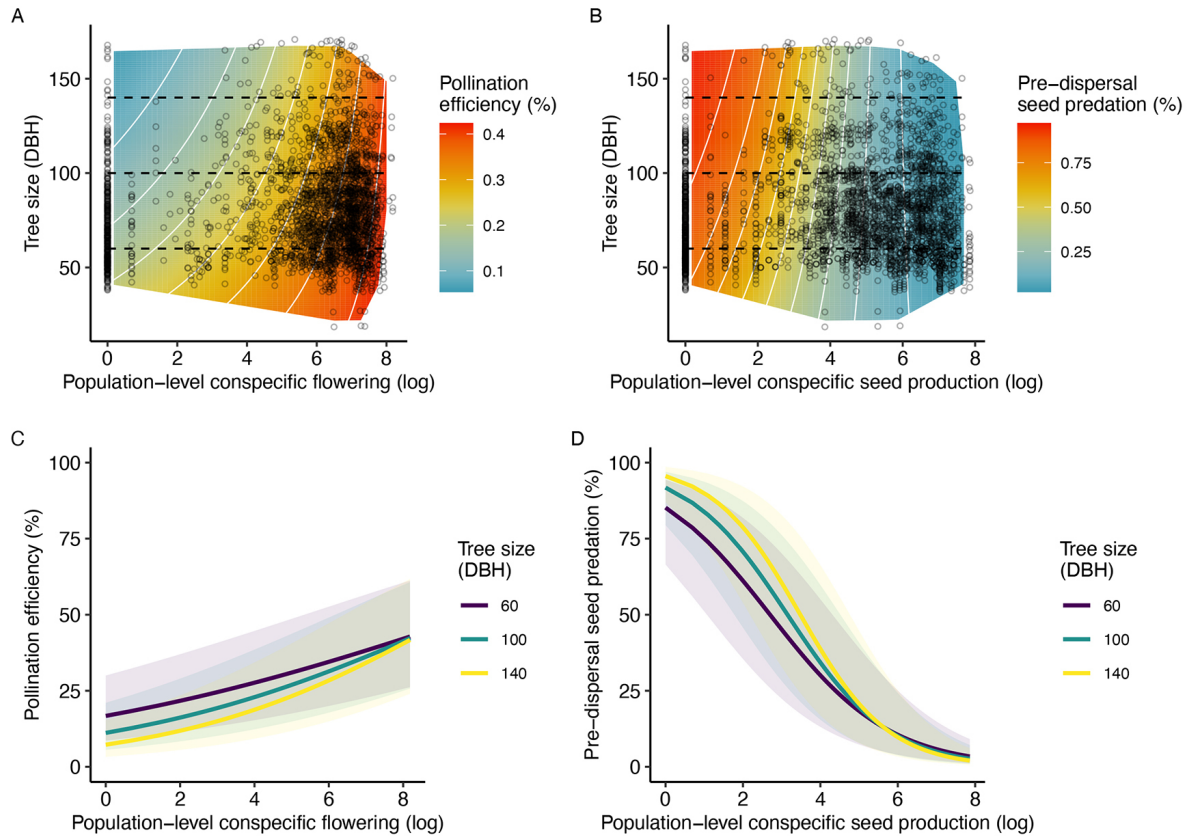 A
Tree size (DBH)
150
100
50
0
2
4
6
8
Population−level conspecific flowering (log)
Pollination
efficiency (%)
0.4
0.3
0.2
0.1
B
Tree size (DBH)
150
100
50
0
2
4
6
8
Population−level conspecific seed production (log)
Pre−dispersal
seed predation (%)
0.75
0.50
0.25
C
Pollination efficiency (%)
100
75
50
25
0
0
2
4
6
8
Population−level conspecific flowering (log)
Tree size
(DBH)
60
100
140
D
Pre−dispersal seed predation (%)
100
75
50
25
0
0
2
4
6
8
Population−level conspecific seed production (log)
Tree size
(DBH)
60
100
140